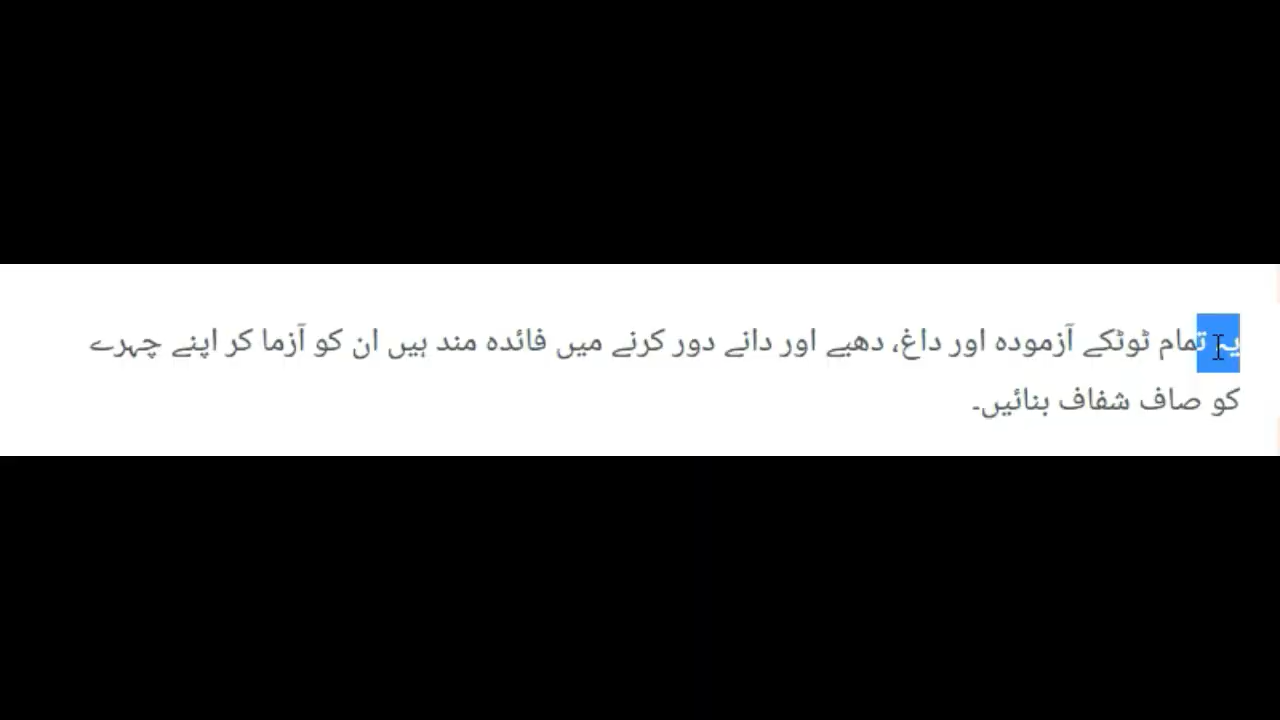 یہ تمام ٹوٹکے آزمودہ اور داغ، دھبے اور دانے دور کرنے میں فائدہ مند ہیں ان کو آزما کر اپنے چہرے
کو صاف شفاف بنائیں۔